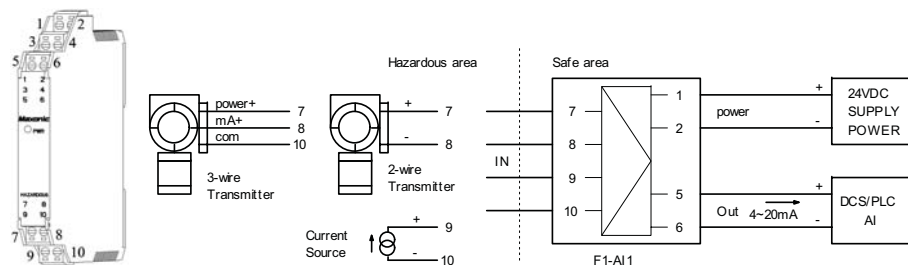 1 2
3 4
5 6
1 2
3 4
5 6
Masonic
PWR
HAZARDOUS
7 8
9 10
7 8
9 10
power+ 7
mA+ 8
com 10
3-wire
Transmitter
Hazardous area
+ 7
- 8
2-wire
Transmitter
Current
Source
+ 9
- 10
Safe area
IN
7
8
9
10
1
2
5
6
F1-AI1
power
+
-
24VDC
SUPPLY
POWER
Out 4~20mA
+
-
DCS/PLC
AI